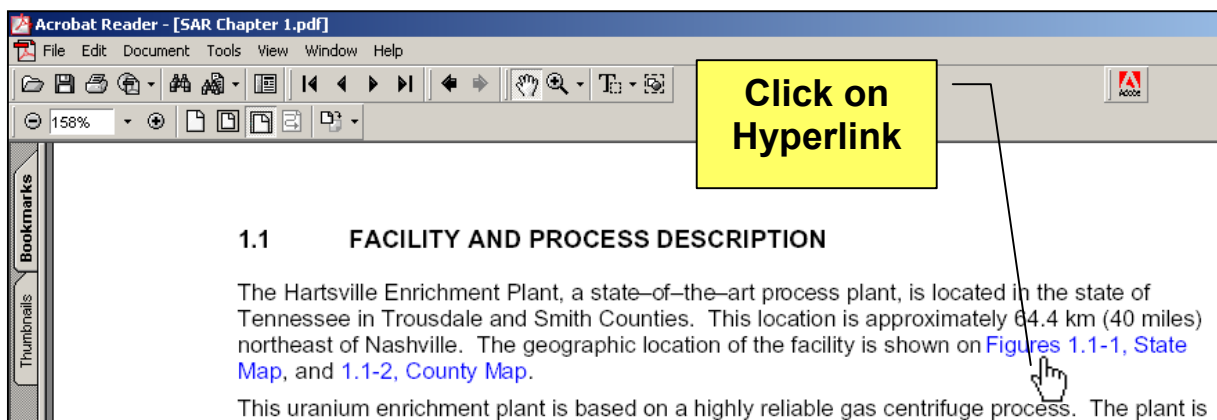 Acrobat Reader - [SAR Chapter 1.pdf]
File Edit Document Tools View Window Help
Adobe
158%
Click on
Hyperlink
Bookmarks
Thumbnails
1.1 FACILITY AND PROCESS DESCRIPTION
The Hartsville Enrichment Plant, a state–of–the–art process plant, is located in the state of
Tennessee in Trousdale and Smith Counties. This location is approximately 64.4 km (40 miles)
northeast of Nashville. The geographic location of the facility is shown on Figures 1.1-1, State
Map, and 1.1-2, County Map.
This uranium enrichment plant is based on a highly reliable gas centrifuge process. The plant is